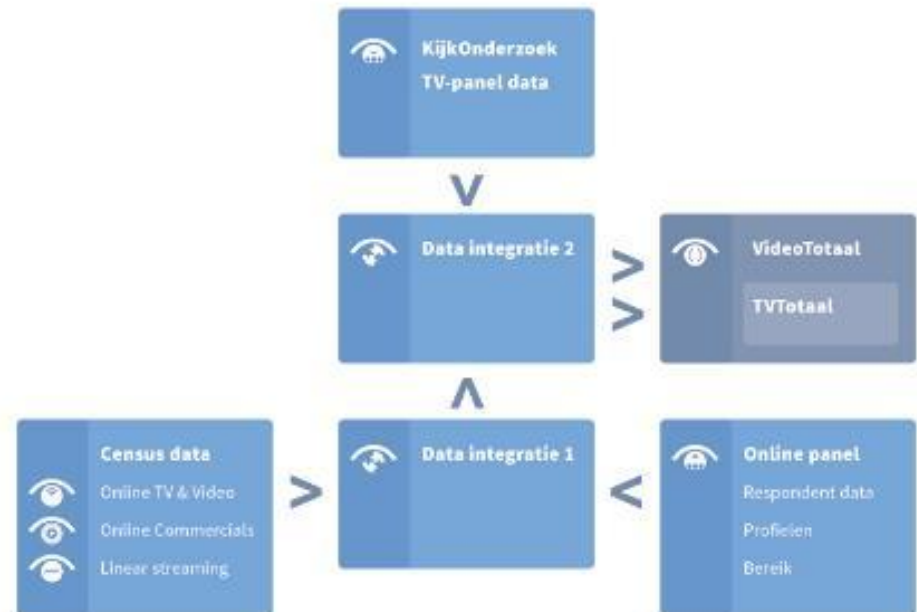 KijkOnderzoek
TV-panel data
V
Data integratie 2
>
>
VideoTotaal
TVTotaal
Λ
Census data
Online TV & Video
Online Commercials
Linear streaming
>
Data integratie 1
<
Online panel
Respondent data
Profielen
Bereik